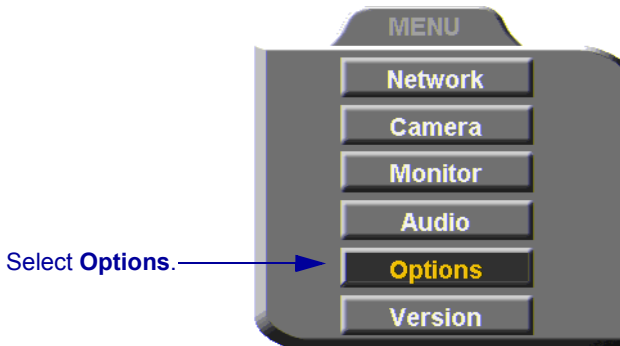 MENU
Network
Camera
Monitor
Audio
Select Options.
Options
Version